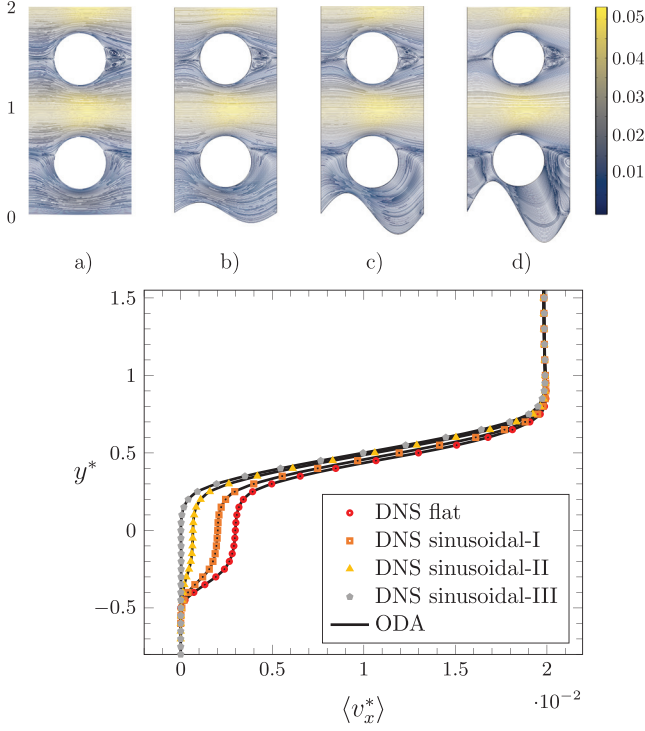 2
1
0
0.05
0.04
0.03
0.02
0.01
a)
b)
c)
d)
1.5
1
0.5
0
−0.5
y*
DNS flat
DNS sinusoidal-I
DNS sinusoidal-II
DNS sinusoidal-III
ODA
0
0.5
1
1.5
2
·10⁻²
⟨vₓ*⟩